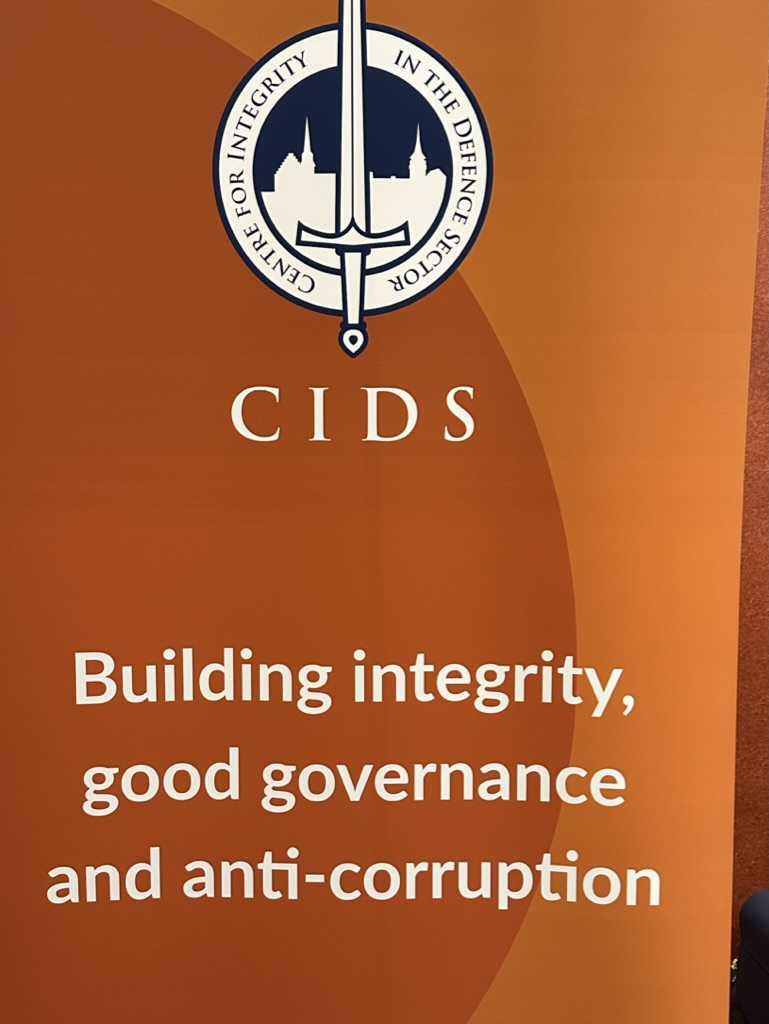 CENTRE FOR INTEGRITY
IN THE DEFENCE SECTOR
CIDS
Building integrity,
good governance
and anti-corruption